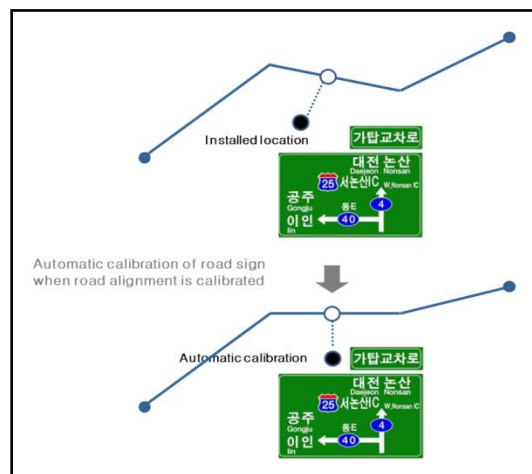 Installed location
가탑교차로
대전 논산
Daejeon Nonsan
25 서논산IC W.Nonsan IC
공주
Gongju
4
동E
이인 40
Iin
Automatic calibration of road sign
when road alignment is calibrated
Automatic calibration
가탑교차로
대전 논산
Daejeon Nonsan
25 서논산IC W.Nonsan IC
공주
Gongju
4
동E
이인 40
Iin